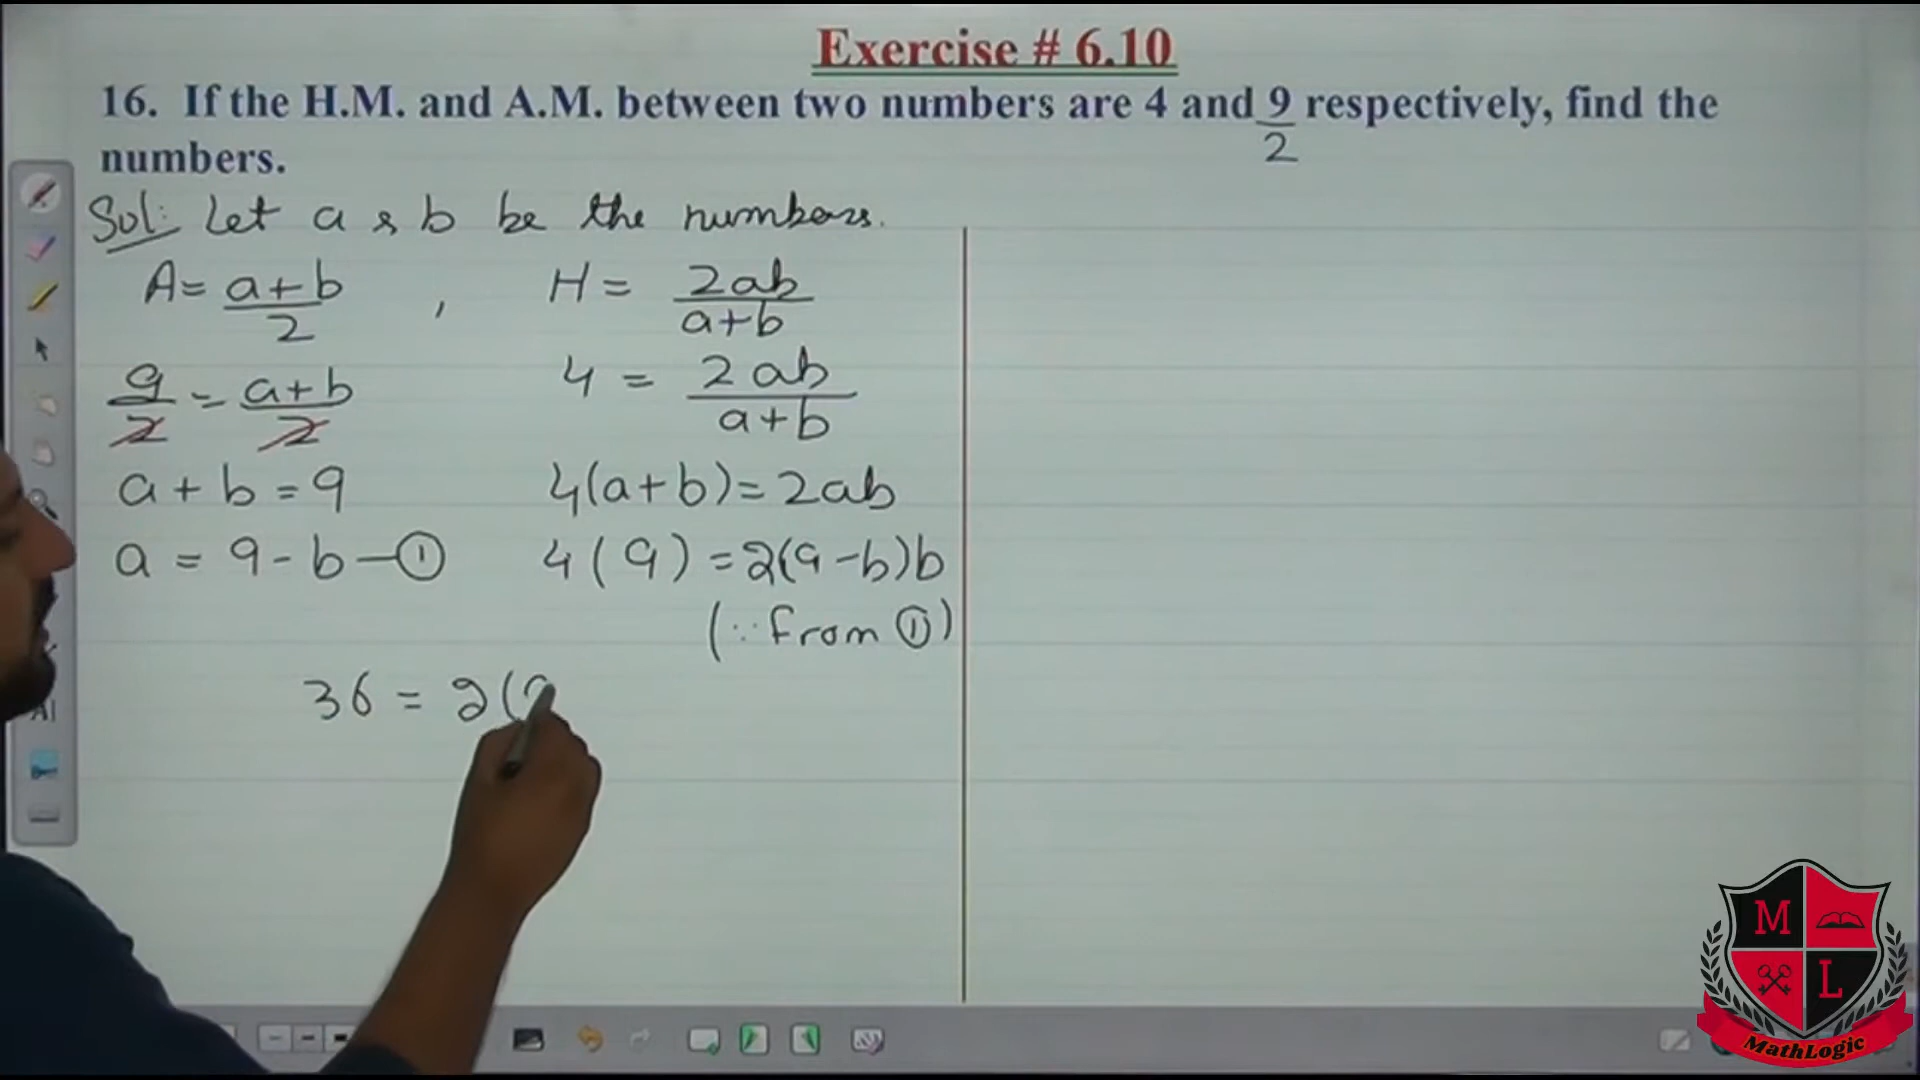 Exercise # 6.10
16. If the H.M. and A.M. between two numbers are 4 and 9/2 respectively, find the
numbers.
Sol: Let a & b be the numbers.
A = a+b/2 , H = 2ab/a+b
9/2 = a+b/2 4 = 2ab/a+b
a + b = 9 4(a+b) = 2ab
a = 9 - b — ① 4(9) = 2(9-b)b
(∵ from ①)
36 = 2(
M
L
MathLogic